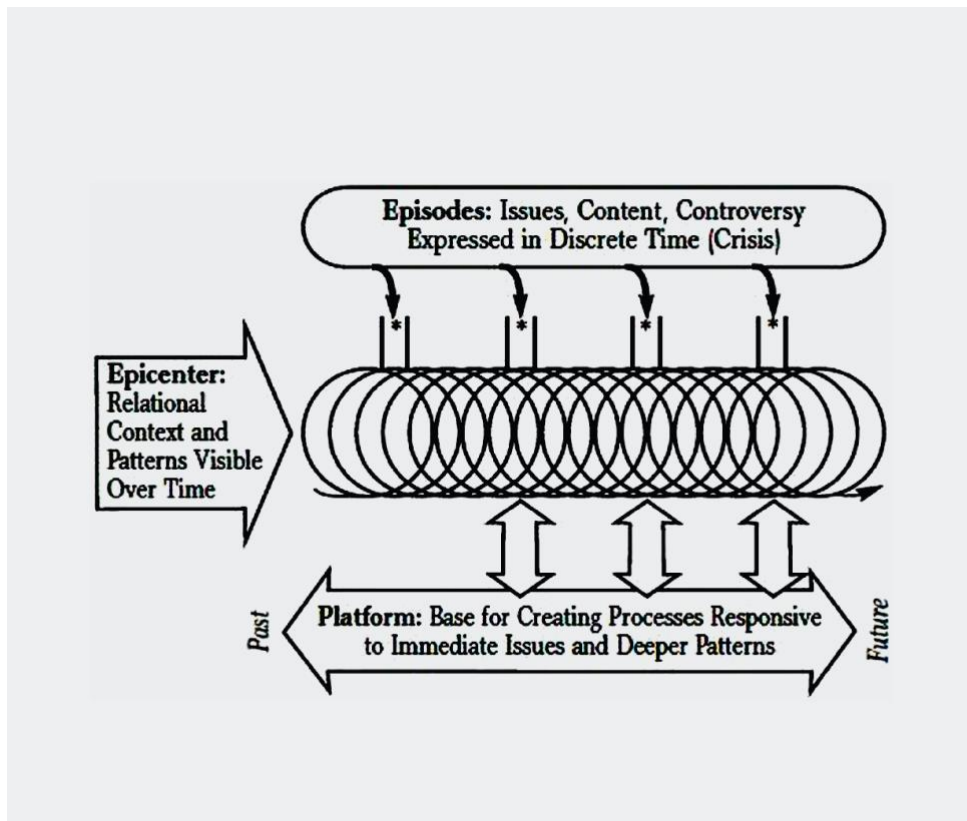 Episodes: Issues, Content, Controversy
Expressed in Discrete Time (Crisis)
* * * *
Epicenter:
Relational
Context and
Patterns Visible
Over Time
Past
Platform: Base for Creating Processes Responsive
to Immediate Issues and Deeper Patterns
Future